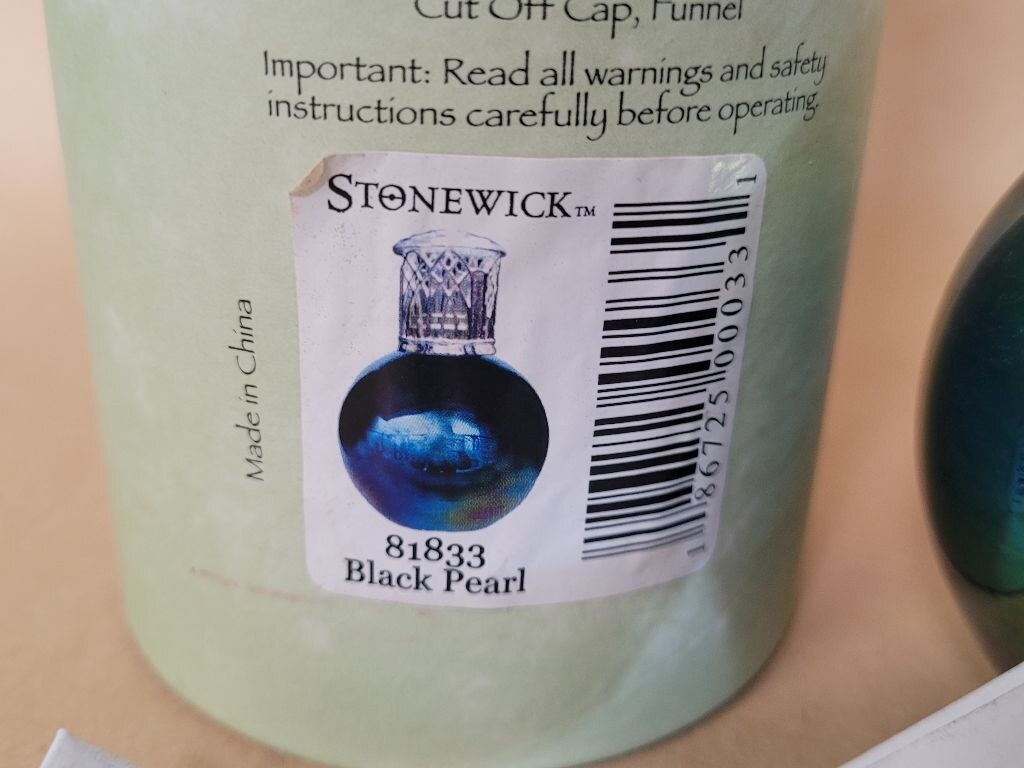 Cut Off Cap, Funnel
Important: Read all warnings and safety
instructions carefully before operating.
STONEWICK™
81833
Black Pearl
1 86725 00033 1
Made in China